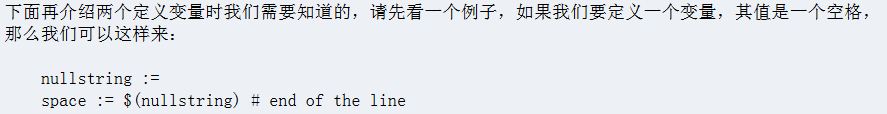 下面再介绍两个定义变量时我们需要知道的，请先看一个例子，如果我们要定义一个变量，其值是一个空格，
那么我们可以这样来：
nullstring :=
space := $(nullstring) # end of the line